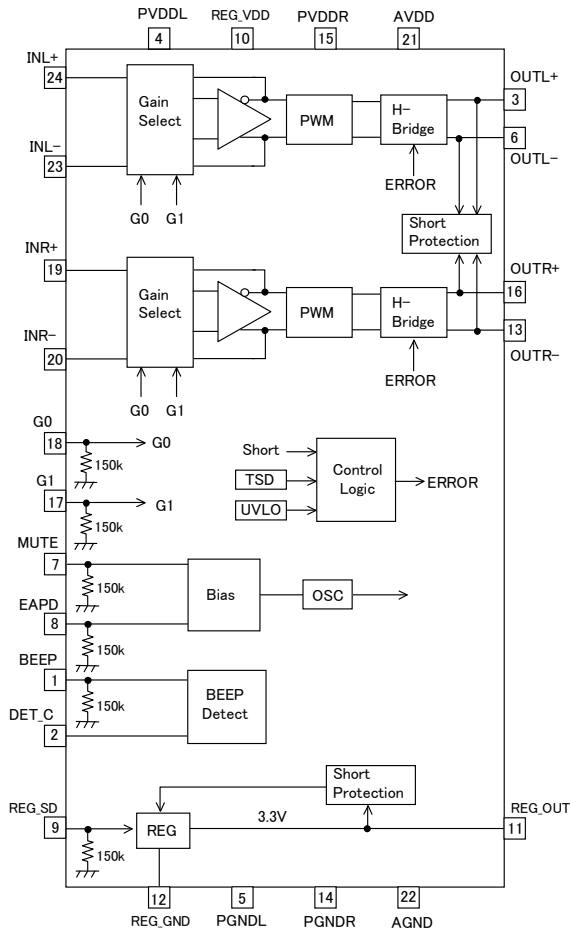 PVDDL REG_VDD PVDDR AVDD
4 10 15 21
INL+
24
Gain Select
PWM
H-Bridge
OUTL+
3
6
OUTL-
INL-
23
G0 G1
ERROR
Short Protection
INR+
19
Gain Select
PWM
H-Bridge
OUTR+
16
13
OUTR-
INR-
20
G0 G1
ERROR
G0
18
G0
150k
G1
17
G1
150k
Short
TSD
UVLO
Control Logic
ERROR
MUTE
7
150k
EAPD
8
150k
Bias
OSC
BEEP
1
150k
DET_C
2
BEEP Detect
Short Protection
REG_SD
9
150k
REG
3.3V
REG_OUT
11
12 5 14 22
REG_GND PGNDL PGNDR AGND